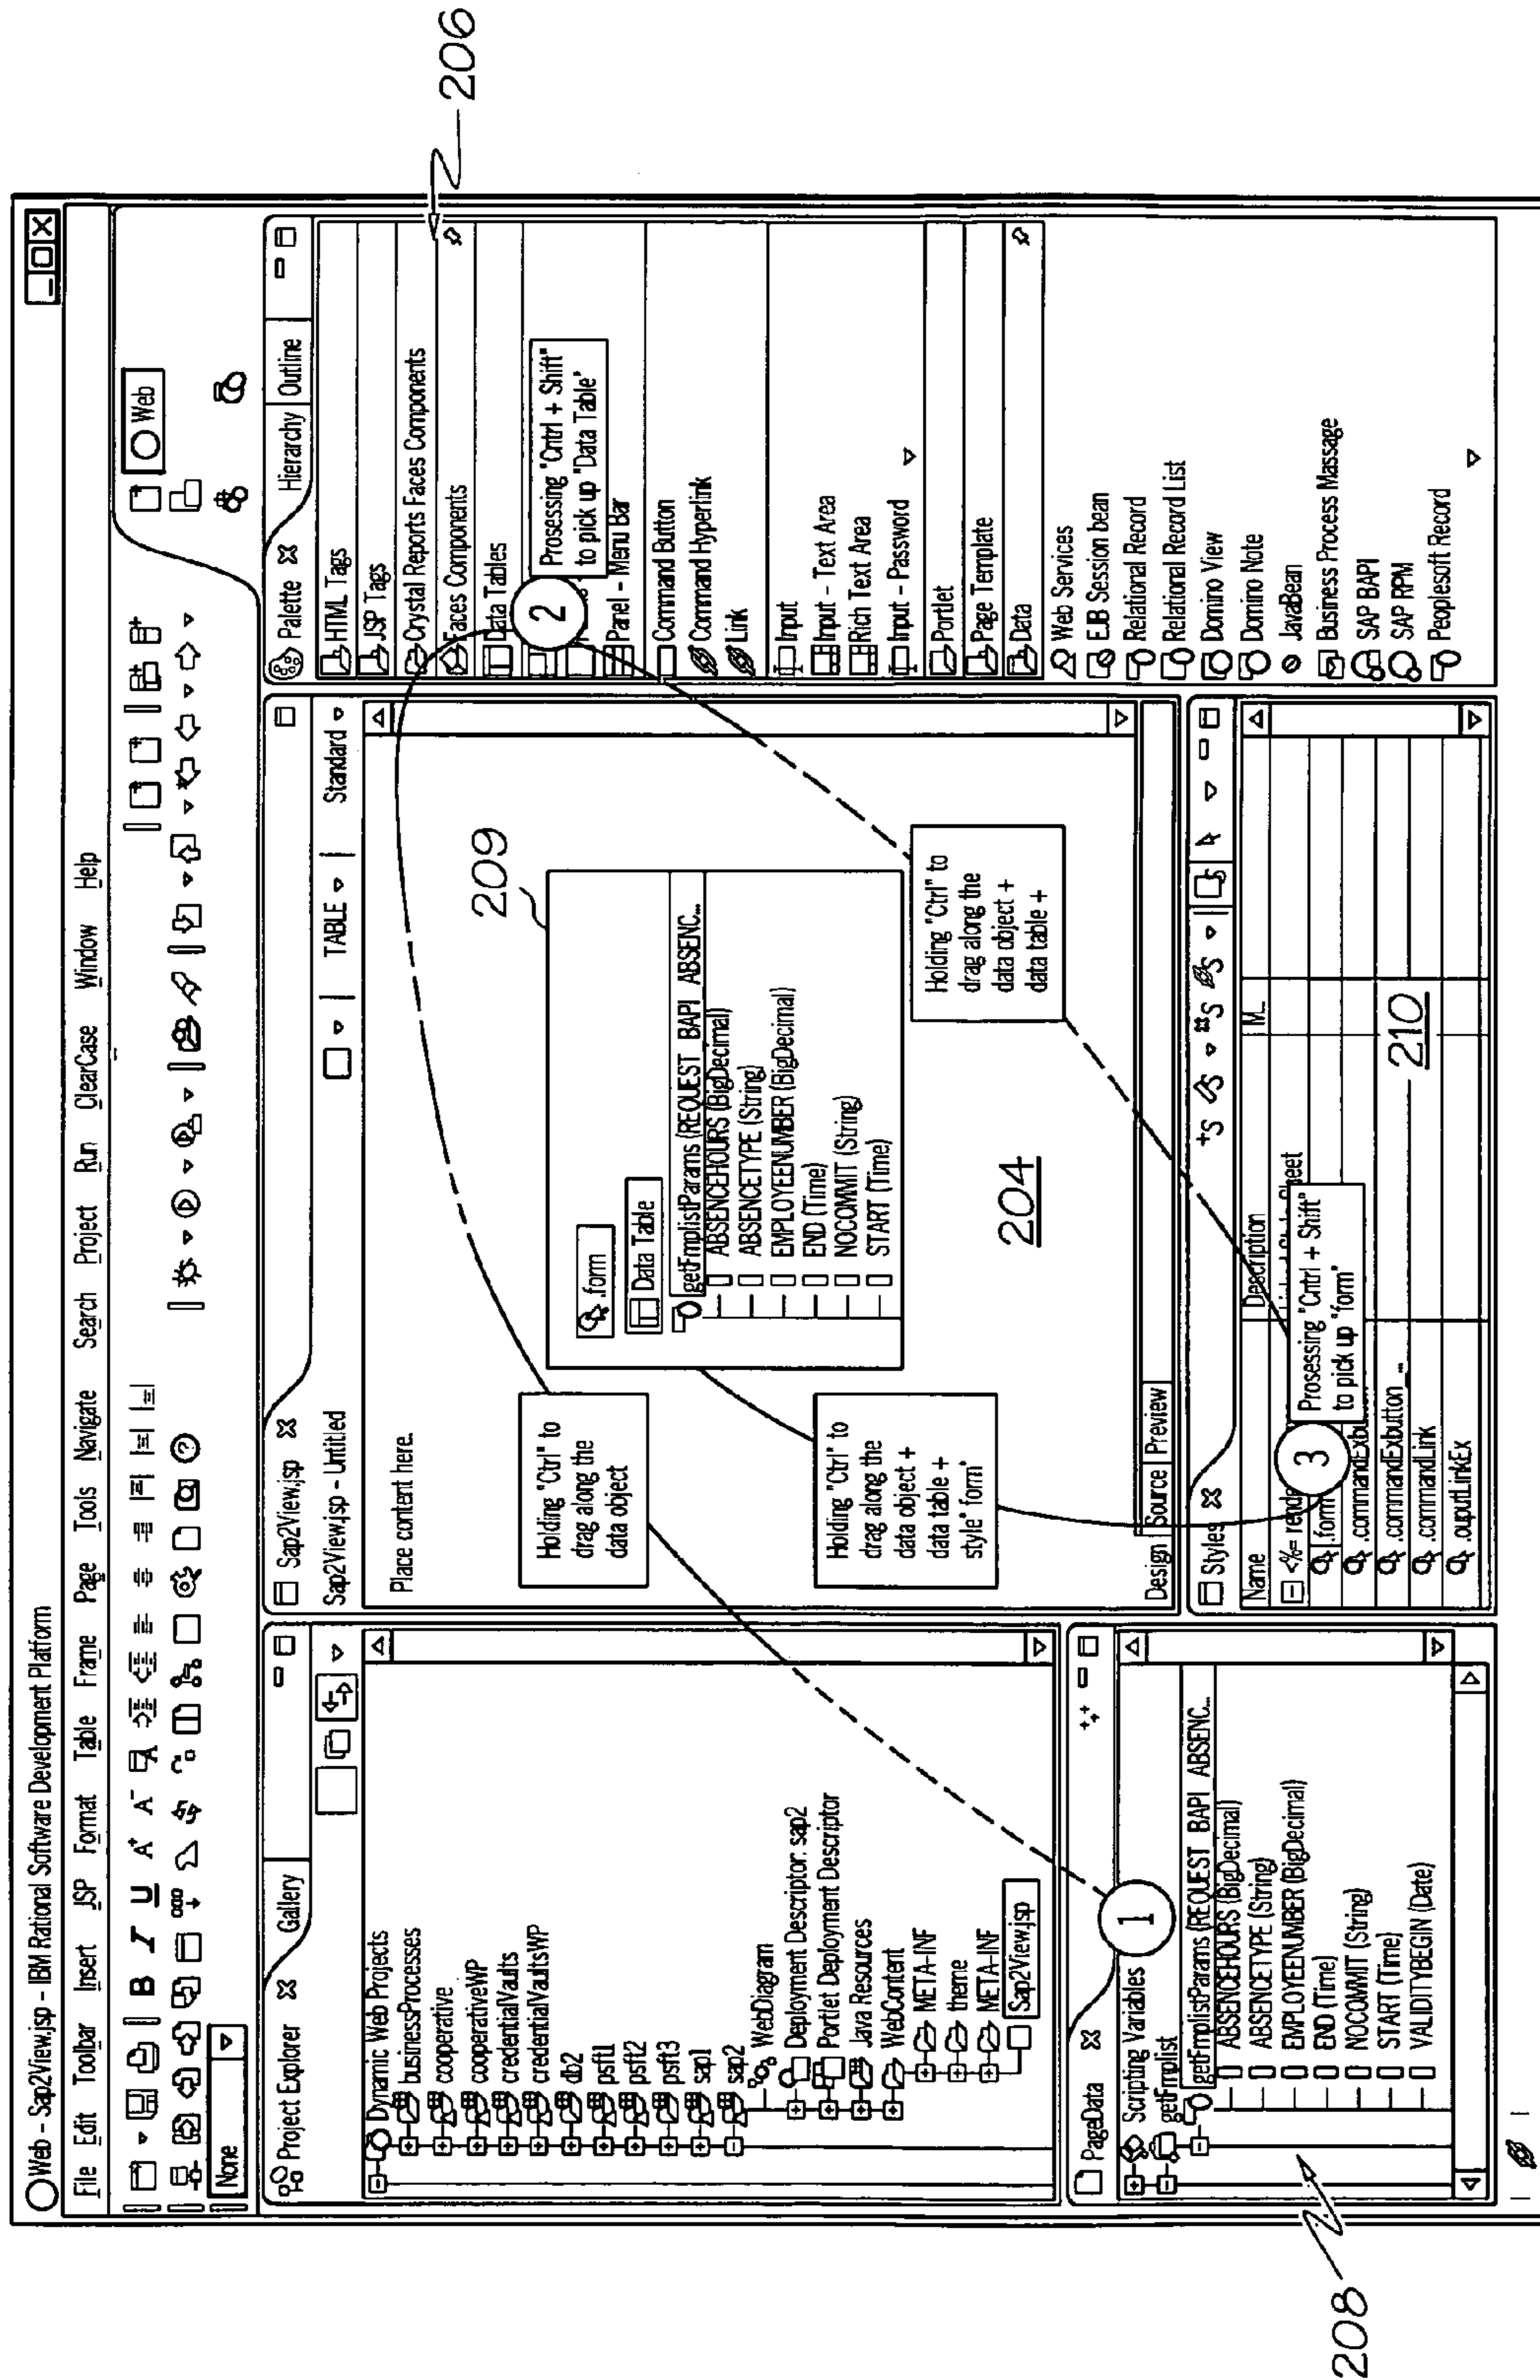 Web - Sap2View.jsp - IBM Rational Software Development Platform
File Edit Toolbar Insert JSP Format Table Frame Page Tools Navigate Search Project Run ClearCase Window Help
B I U A+ A-
None
Web
Project Explorer Gallery
Dynamic Web Projects
businessProcesses
cooperative
cooperativeWP
credentialVaults
credentialVaultsWP
db2
psft1
psft2
psft3
sap1
sap2
WebDiagram
Deployment Descriptor: sap2
Portlet Deployment Descriptor
Java Resources
WebContent
META-INF
theme
META-INF
Sap2View.jsp
PageData
Scripting Variables
getEmplist
getEmplistParams (REQUEST_BAPI_ABSENC...
ABSENCEHOURS (BigDecimal)
ABSENCETYPE (String)
EMPLOYEENUMBER (BigDecimal)
END (Time)
NOCOMMIT (String)
START (Time)
VALIDITYBEGIN (Date)
1
208
Sap2View.jsp
Sap2View.jsp - Untitled
TABLE
Standard
Place content here.
Holding "Ctrl" to
drag along the
data object
209
.form
Data Table
getEmplistParams (REQUEST_BAPI_ABSENC...
ABSENCEHOURS (BigDecimal)
ABSENCETYPE (String)
EMPLOYEENUMBER (BigDecimal)
END (Time)
NOCOMMIT (String)
START (Time)
Holding "Ctrl" to
drag along the
data object +
data table +
style" form"
Holding "Ctrl" to
drag along the
data object +
data table +
204
Design Source Preview
Styles
+S S #S S
Name Description M...
<%= rende
.form
.commandExbu
.commandExbutton ...
.commandLink
.ouputLinkEx
3
Prosessing "Cntrl + Shift"
to pick up "form"
210
Palette Hierarchy Outline
206
HTML Tags
JSP Tags
Crystal Reports Faces Components
Faces Components
Data Tables
2
Prosessing "Cntrl + Shift"
to pick up "Data Table'
Panel - Menu Bar
Command Button
Command Hyperlink
Link
Input
Input - Text Area
Rich Text Area
Input - Password
Portlet
Page Template
Data
Web Services
EJB Session bean
Relational Record
Relational Record List
Domino View
Domino Note
JavaBean
Business Process Massage
SAP BAPI
SAP RPM
Peoplesoft Record